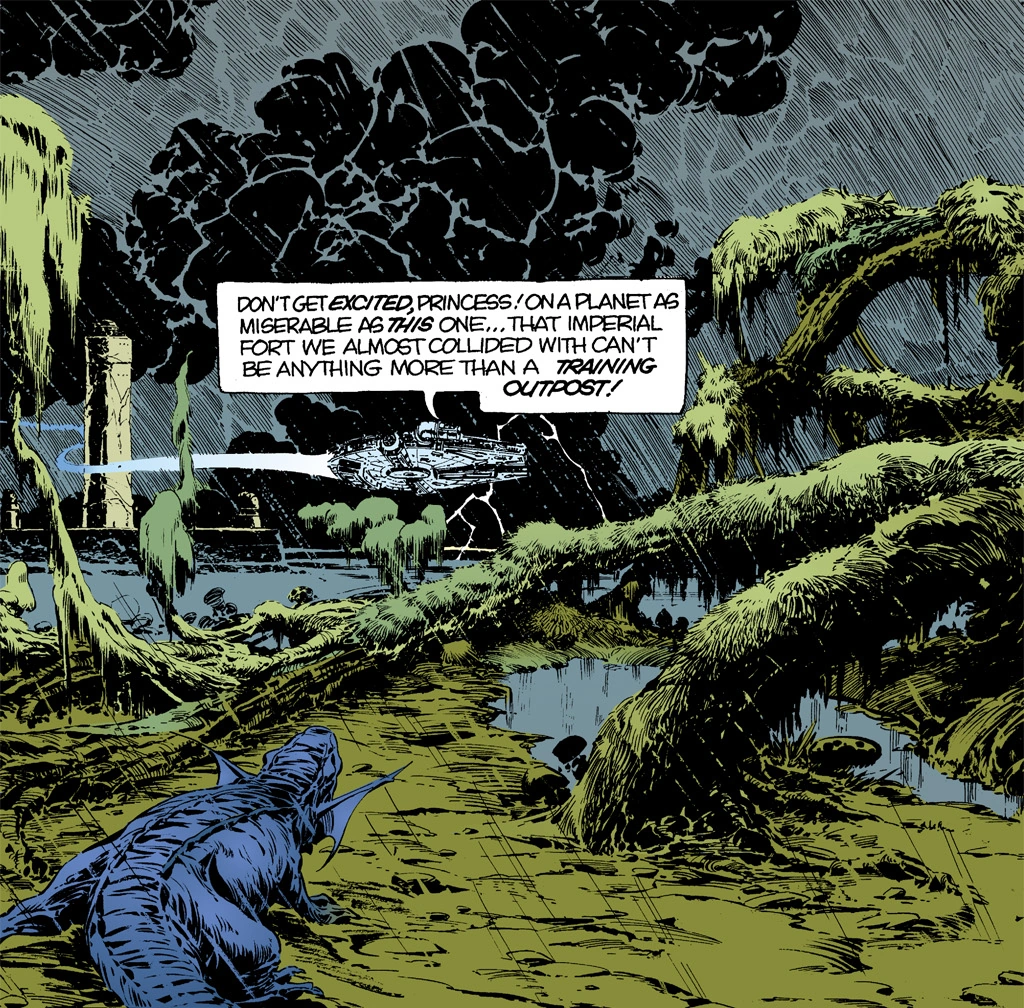 DON'T GET EXCITED, PRINCESS! ON A PLANET AS
MISERABLE AS THIS ONE... THAT IMPERIAL
FORT WE ALMOST COLLIDED WITH CAN'T
BE ANYTHING MORE THAN A TRAINING
OUTPOST!